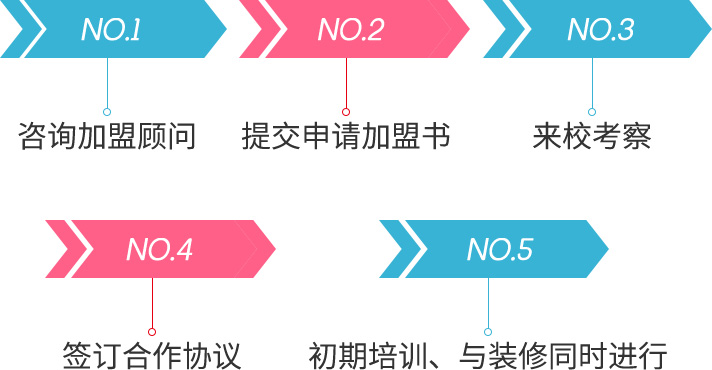 NO.1
NO.2
NO.3
咨询加盟顾问
提交申请加盟书
来校考察
NO.4
NO.5
签订合作协议
初期培训、与装修同时进行